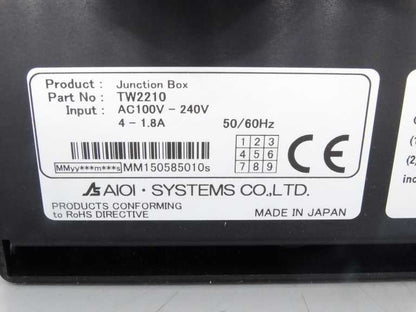 Product : Junction Box
Part No : TW2210
Input : AC100V - 240V
4 - 1.8A 50/60Hz
1 2 3
4 5 6
7 8 9
CE
MMyy***m***s MM150585010s
AIOI · SYSTEMS CO.,LTD.
PRODUCTS CONFORMING
to RoHS DIRECTIVE
MADE IN JAPAN
(1)
(2)